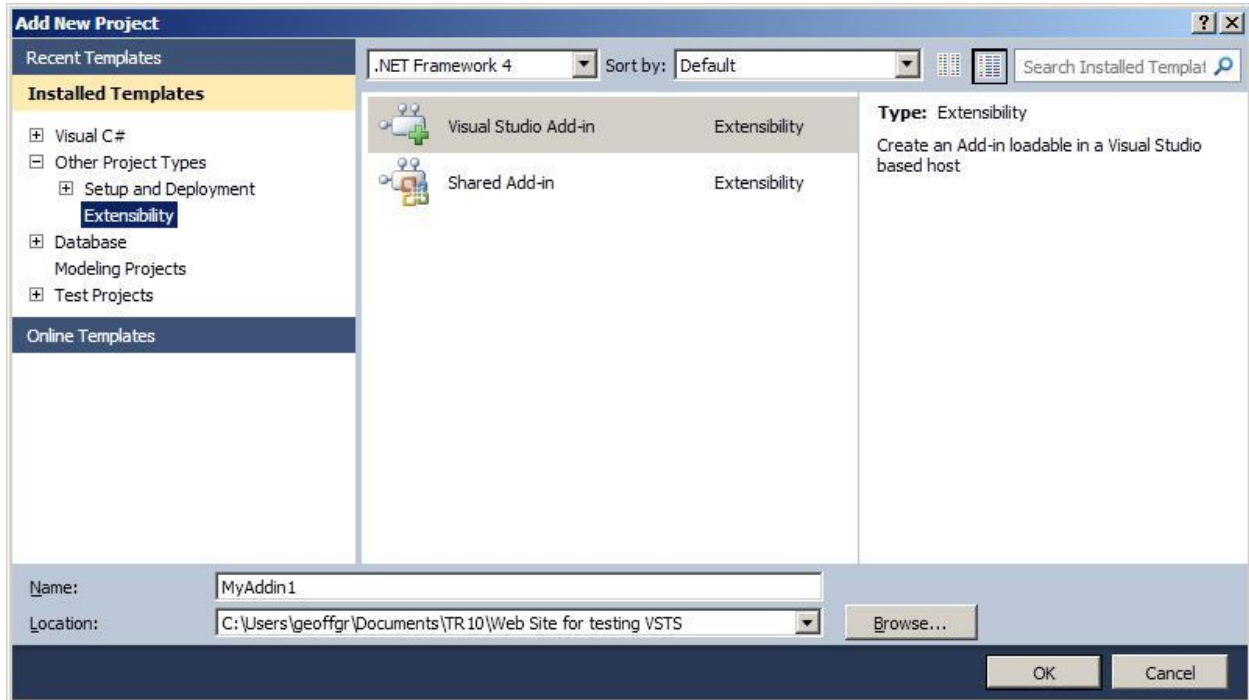 Add New Project
Recent Templates
Installed Templates
Visual C#
Other Project Types
Setup and Deployment
Extensibility
Database
Modeling Projects
Test Projects
Online Templates
.NET Framework 4
Sort by: Default
Search Installed Templat
Visual Studio Add-in Extensibility
Shared Add-in Extensibility
Type: Extensibility
Create an Add-in loadable in a Visual Studio
based host
Name: MyAddin1
Location: C:\Users\geoffgr\Documents\TR10\Web Site for testing VSTS
Browse...
OK Cancel